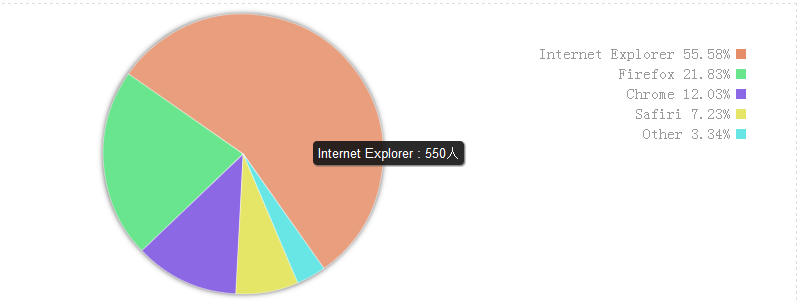 Internet Explorer 55.58%
Firefox 21.83%
Chrome 12.03%
Safiri 7.23%
Other 3.34%
Internet Explorer : 550人